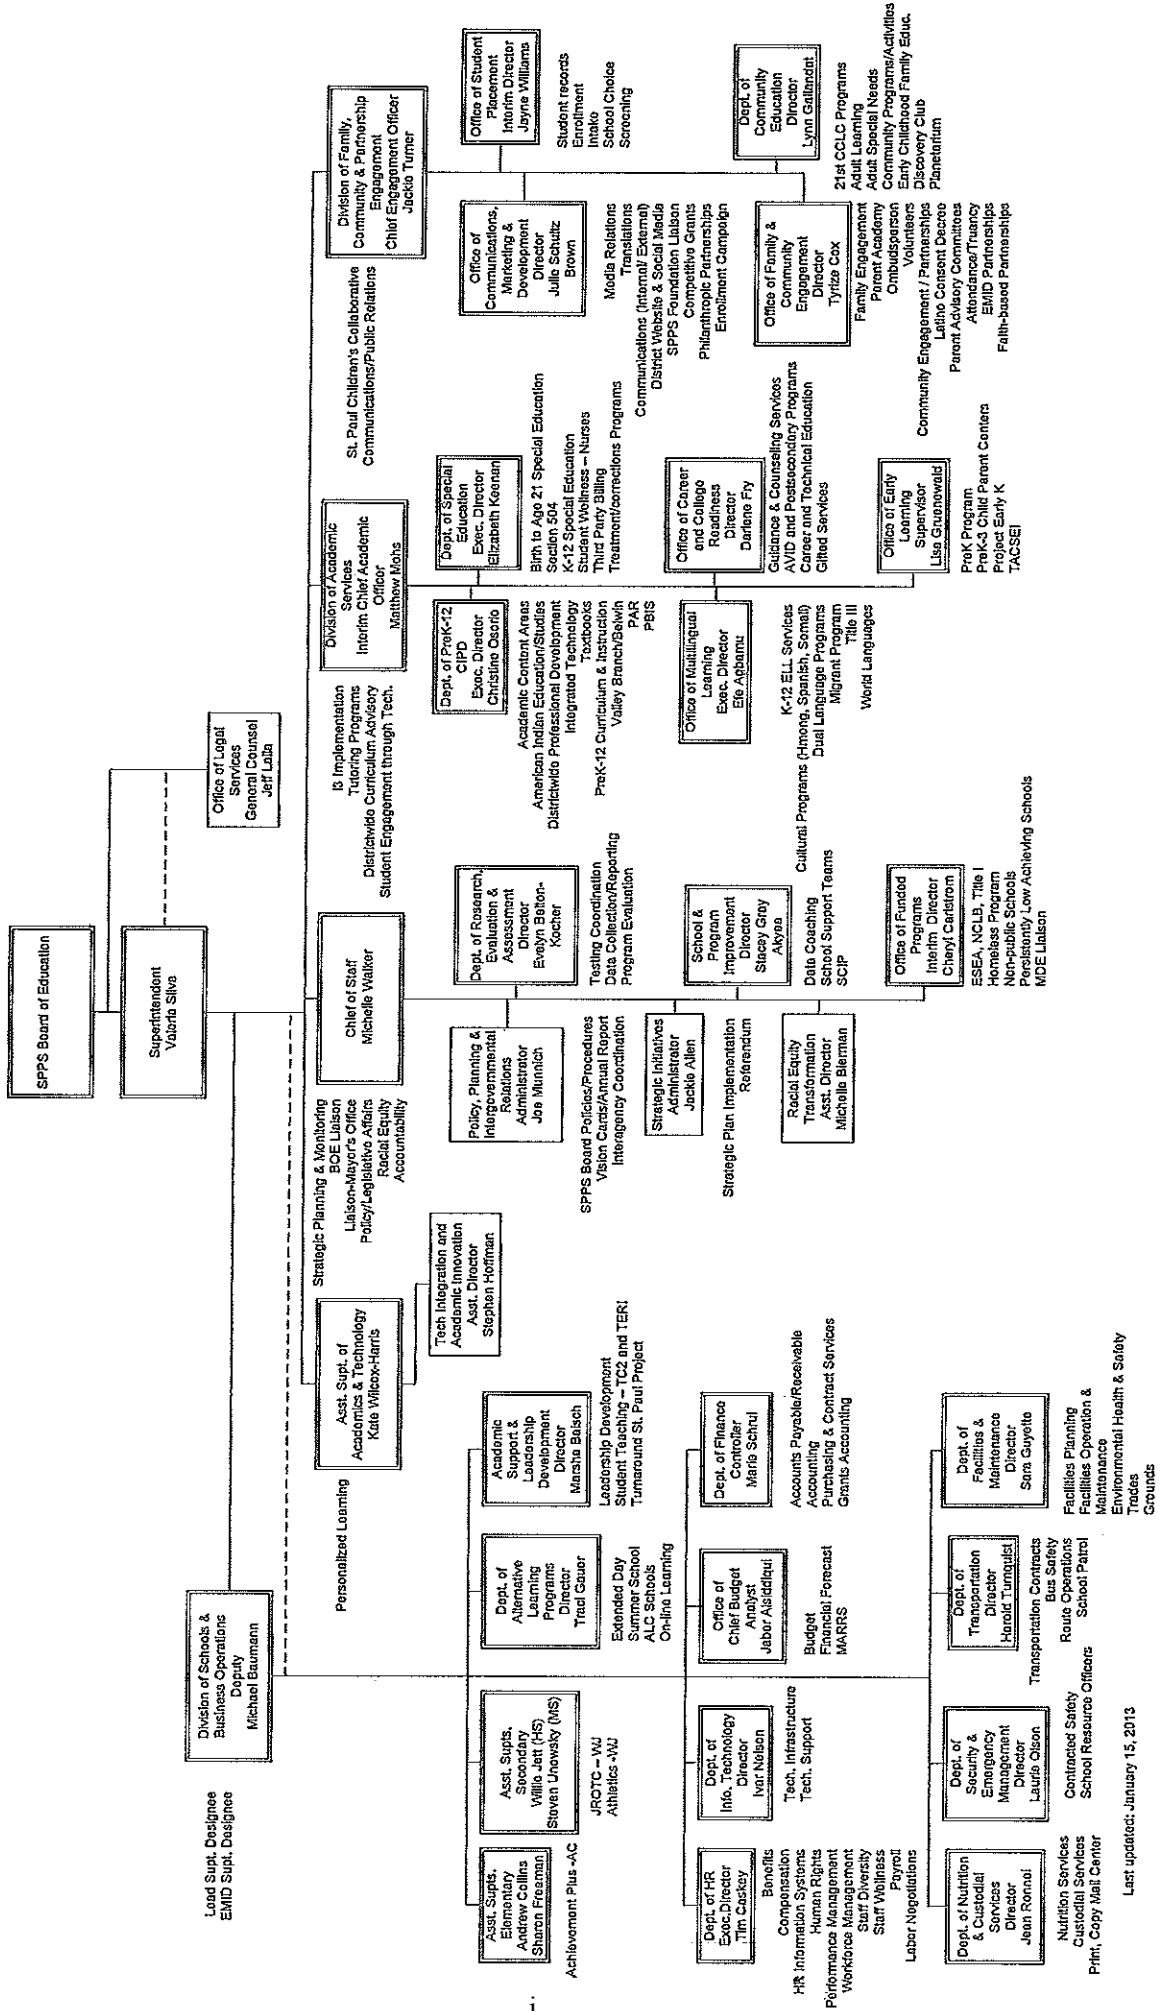 SPPS Board of Education
Superintendent
Valeria Silva
Office of Legal
Services
General Counsel
Jeff Lalla
Load Supt. Designee
EMID Supt. Designee
Division of Schools &
Business Operations
Deputy
Michael Baumann
Personalized Learning
Asst. Supt. of
Academics & Technology
Kate Wilcox-Harris
Tech Integration and
Academic Innovation
Asst. Director
Stephen Hoffman
Strategic Planning & Monitoring
BOE Liaison
Liaison-Mayor's Office
Policy/Legislative Affairs
Racial Equity
Accountability
Chief of Staff
Michelle Walker
IB Implementation
Tutoring Programs
Districtwide Curriculum Advisory
Student Engagement through Tech.
Division of Academic
Services
Interim Chief Academic
Officer
Matthew Mohs
St. Paul Children's Collaborative
Communications/Public Relations
Division of Family,
Community & Partnership
Engagement
Chief Engagement Officer
Jackie Turner
Asst. Supts.
Elementary
Andrew Collins
Sharon Freeman
Achievement Plus -AC
Asst. Supts.
Secondary
Willie Jett (HS)
Steven Unowsky (MS)
JROTC – WJ
Athletics -WJ
Dept. of
Alternative
Learning
Programs
Director
Traci Gauer
Extended Day
Summer School
ALC Schools
On-line Learning
Academic
Support &
Leadership
Development
Director
Marsha Baisch
Leadership Development
Student Teaching – TC2 and TERI
Turnaround St. Paul Project
Dept. of HR
Exec.Director
Tim Caskey
Benefits
Compensation
HR Information Systems
Human Rights
Performance Management
Workforce Management
Staff Diversity
Staff Wellness
Payroll
Labor Negotiations
Dept. of
Info. Technology
Director
Ivar Nelson
Tech. Infrastructure
Tech. Support
Office of
Chief Budget
Analyst
Jaber Alsiddiqui
Budget
Financial Forecast
MARRS
Dept. of Finance
Controller
Marie Schrul
Accounts Payable/Receivable
Accounting
Purchasing & Contract Services
Grants Accounting
Dept. of Nutrition
& Custodial
Services
Director
Jean Ronnei
Nutrition Services
Custodial Services
Print, Copy Mail Center
Dept. of
Security &
Emergency
Management
Director
Laurie Olson
Contracted Safety
School Resource Officers
Dept. of
Transportation
Director
Harold Turnquist
Transportation Contracts
Bus Safety
Route Operations
School Patrol
Dept. of
Facilities &
Maintenance
Director
Sara Guyette
Facilities Planning
Facilities Operation &
Maintenance
Environmental Health & Safety
Trades
Grounds
Policy, Planning &
Intergovernmental
Relations
Administrator
Joe Munnich
SPPS Board Policies/Procedures
Vision Cards/Annual Report
Interagency Coordination
Dept. of Research,
Evaluation &
Assessment
Director
Evelyn Belton-
Kocher
Testing Coordination
Data Collection/Reporting
Program Evaluation
Strategic Initiatives
Administrator
Jackie Allen
Strategic Plan Implementation
Referendum
School &
Program
Improvement
Director
Stacey Gray
Akyea
Data Coaching
School Support Teams
SCIP
Racial Equity
Transformation
Asst. Director
Michelle Bierman
Office of Funded
Programs
Interim Director
Cheryl Carlstrom
ESEA, NCLB, Title I
Homeless Program
Non-public Schools
Persistently Low Achieving Schools
MDE Liaison
Dept. of PreK-12
CIPD
Exec. Director
Christine Osorio
Academic Content Areas
American Indian Education/Studies
Districtwide Professional Development
Integrated Technology
Textbooks
PreK-12 Curriculum & Instruction
Valley Branch/Belwin
PAR
PBIS
Dept. of Special
Education
Exec. Director
Elizabeth Keenan
Birth to Age 21 Special Education
Section 504
K-12 Special Education
Student Wellness – Nurses
Third Party Billing
Treatment/corrections Programs
Office of Multilingual
Learning
Exec. Director
Efe Agbamu
K-12 ELL Services
Cultural Programs (Hmong, Spanish, Somali)
Dual Language Programs
Migrant Program
Title III
World Languages
Office of Career
and College
Readiness
Director
Darlene Fry
Guidance & Counseling Services
AVID and Postsecondary Programs
Career and Technical Education
Gifted Services
Office of Early
Learning
Supervisor
Lisa Gruenewald
PreK Program
PreK-3 Child Parent Centers
Project Early K
TACSEI
Office of
Communications,
Marketing &
Development
Director
Julie Schultz
Brown
Media Relations
Translations
Communications (Internal/ External)
District Website & Social Media
SPPS Foundation Liaison
Competitive Grants
Philanthropic Partnerships
Enrollment Campaign
Office of Student
Placement
Interim Director
Jayne Williams
Student records
Enrollment
Intake
School Choice
Screening
Office of Family &
Community
Engagement
Director
Tyrize Cox
Family Engagement
Parent Academy
Ombudsperson
Volunteers
Community Engagement / Partnerships
Latino Consent Decree
Parent Advisory Committees
Attendance/Truancy
EMID Partnerships
Faith-based Partnerships
Dept. of
Community
Education
Director
Lynn Gallandat
21st CCLC Programs
Adult Learning
Adult Special Needs
Community Programs/Activities
Early Childhood Family Educ.
Discovery Club
Planetarium
Last updated: January 15, 2013
i